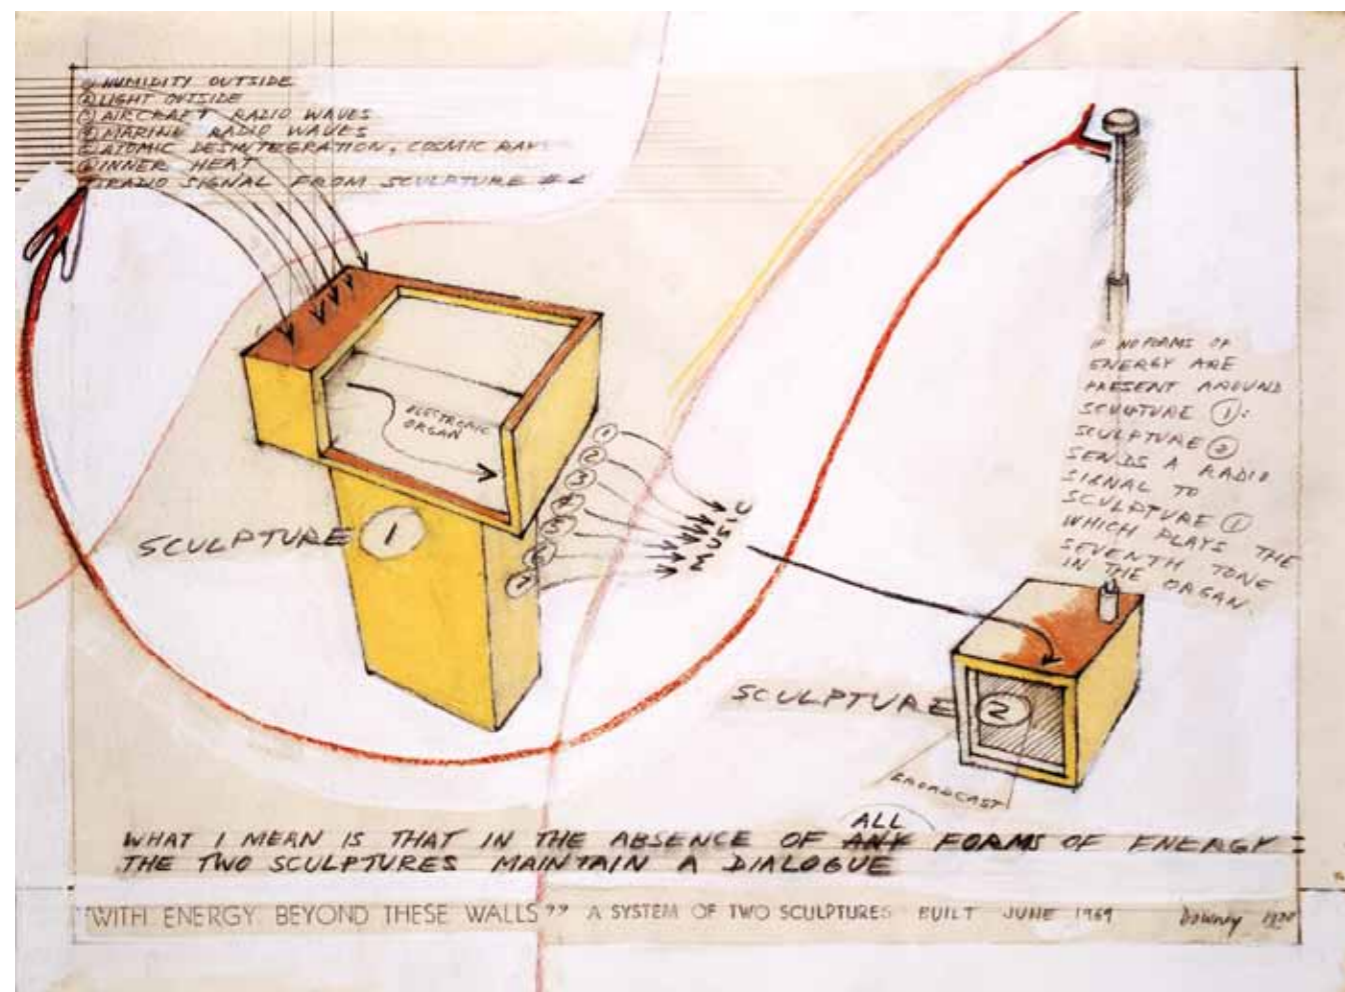 ① HUMIDITY OUTSIDE
② LIGHT OUTSIDE
③ AIRCRAFT RADIO WAVES
④ MARINE RADIO WAVES
⑤ ATOMIC DESINTEGRATION, COSMIC RAY
⑥ INNER HEAT
7 RADIO SIGNAL FROM SCULPTURE # 2
ELECTRONIC
ORGAN
SCULPTURE ①
①
②
③
④
⑤
⑥
⑦
MUSIC
IF NO FORMS OF
ENERGY ARE
PRESENT AROUND
SCULPTURE ①:
SCULPTURE ②
SENDS A RADIO
SIGNAL TO
SCULPTURE ①
WHICH PLAYS THE
SEVENTH TONE
IN THE ORGAN.
SCULPTURE ②
BROADCAST
ALL
WHAT I MEAN IS THAT IN THE ABSENCE OF ANY FORMS OF ENERGY :
THE TWO SCULPTURES MAINTAIN A DIALOGUE
"WITH ENERGY BEYOND THESE WALLS" A SYSTEM OF TWO SCULPTURES BUILT JUNE 1969 Downey